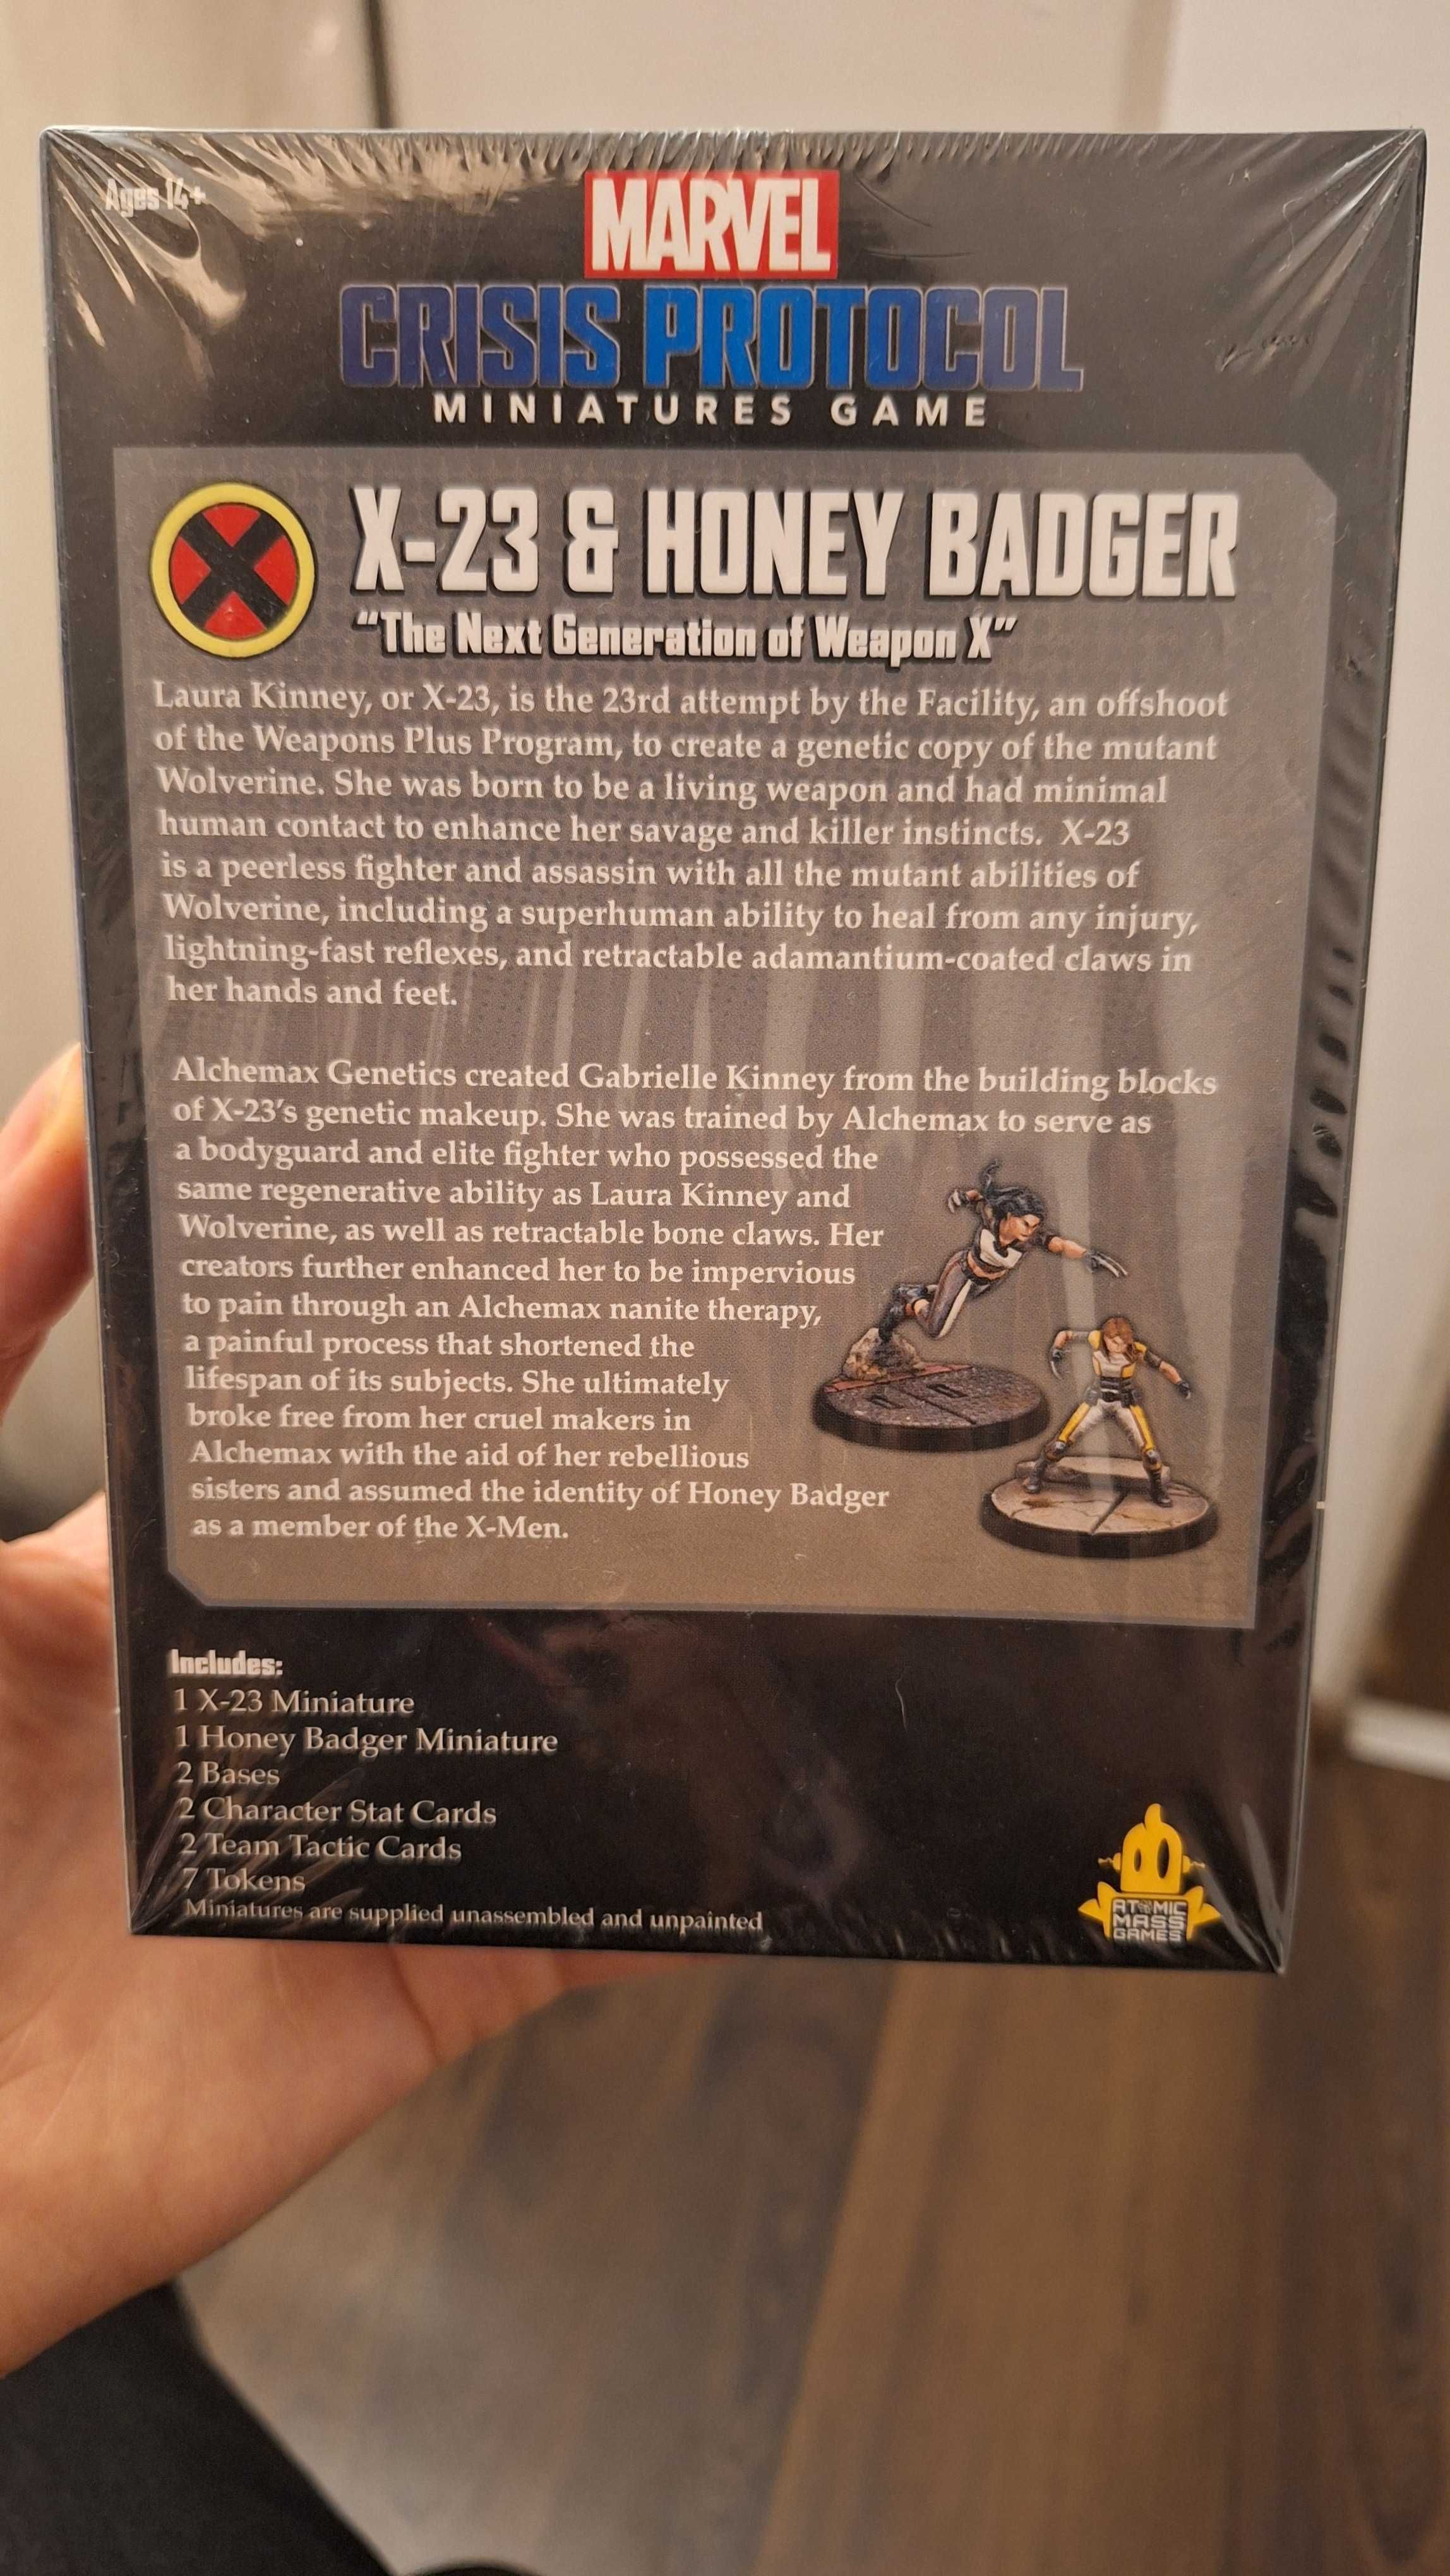 Ages 14+
MARVEL
CRISIS PROTOCOL
MINIATURES GAME
X-23 & HONEY BADGER
“The Next Generation of Weapon X”
Laura Kinney, or X-23, is the 23rd attempt by the Facility, an offshoot
of the Weapons Plus Program, to create a genetic copy of the mutant
Wolverine. She was born to be a living weapon and had minimal
human contact to enhance her savage and killer instincts. X-23
is a peerless fighter and assassin with all the mutant abilities of
Wolverine, including a superhuman ability to heal from any injury,
lightning-fast reflexes, and retractable adamantium-coated claws in
her hands and feet.
Alchemax Genetics created Gabrielle Kinney from the building blocks
of X-23’s genetic makeup. She was trained by Alchemax to serve as
a bodyguard and elite fighter who possessed the
same regenerative ability as Laura Kinney and
Wolverine, as well as retractable bone claws. Her
creators further enhanced her to be impervious
to pain through an Alchemax nanite therapy,
a painful process that shortened the
lifespan of its subjects. She ultimately
broke free from her cruel makers in
Alchemax with the aid of her rebellious
sisters and assumed the identity of Honey Badger
as a member of the X-Men.
Includes:
1 X-23 Miniature
1 Honey Badger Miniature
2 Bases
2 Character Stat Cards
2 Team Tactic Cards
7 Tokens
Miniatures are supplied unassembled and unpainted
ATOMIC
MASS
GAMES